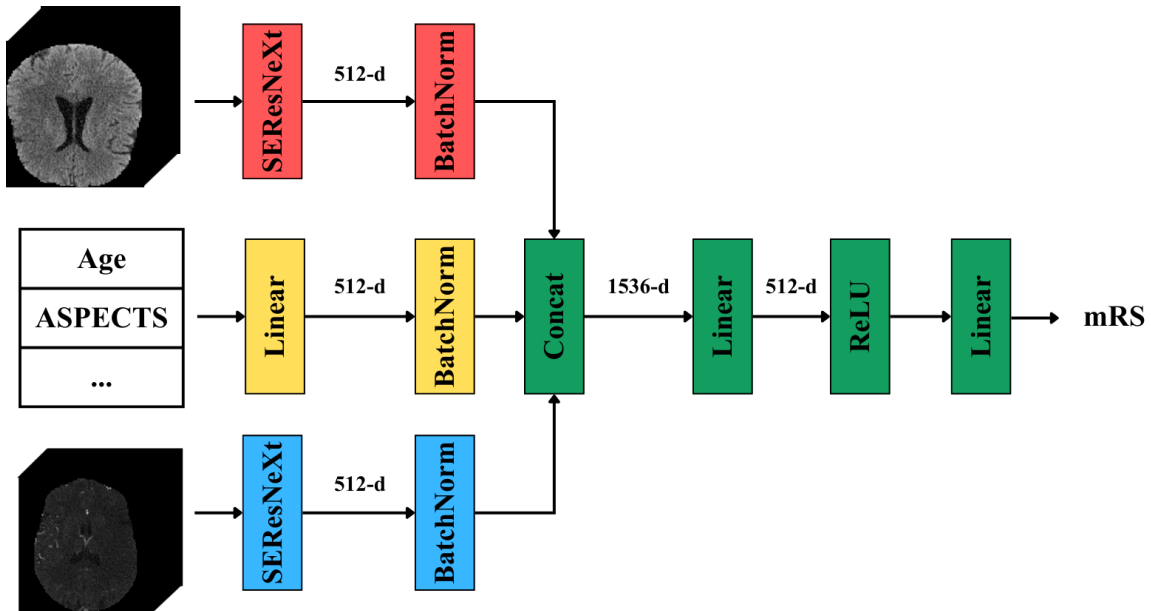 SEResNeXt
512-d
BatchNorm
Age
ASPECTS
...
Linear
512-d
BatchNorm
Concat
1536-d
Linear
512-d
ReLU
Linear
mRS
SEResNeXt
512-d
BatchNorm